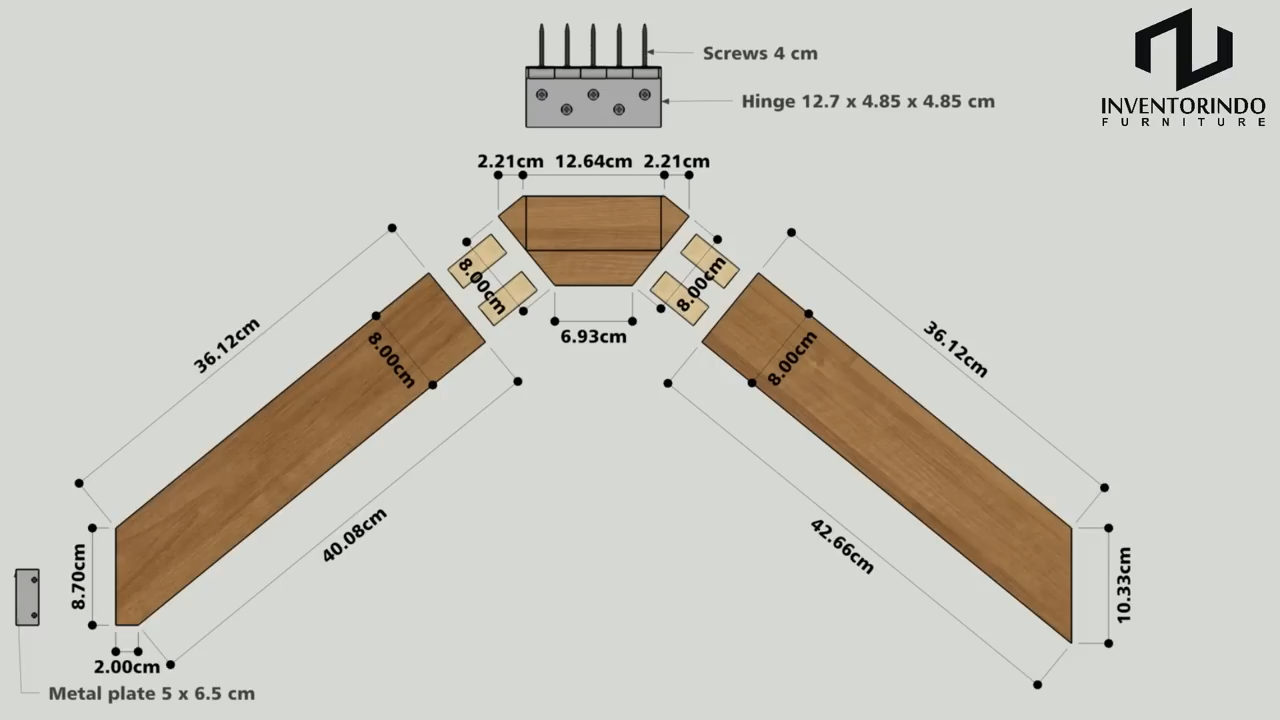 Screws 4 cm
Hinge 12.7 x 4.85 x 4.85 cm
INVENTORINDO
FURNITURE
2.21cm 12.64cm 2.21cm
8.00cm
8.00cm
6.93cm
36.12cm
8.00cm
8.00cm
36.12cm
40.08cm
42.66cm
8.70cm
10.33cm
2.00cm
Metal plate 5 x 6.5 cm